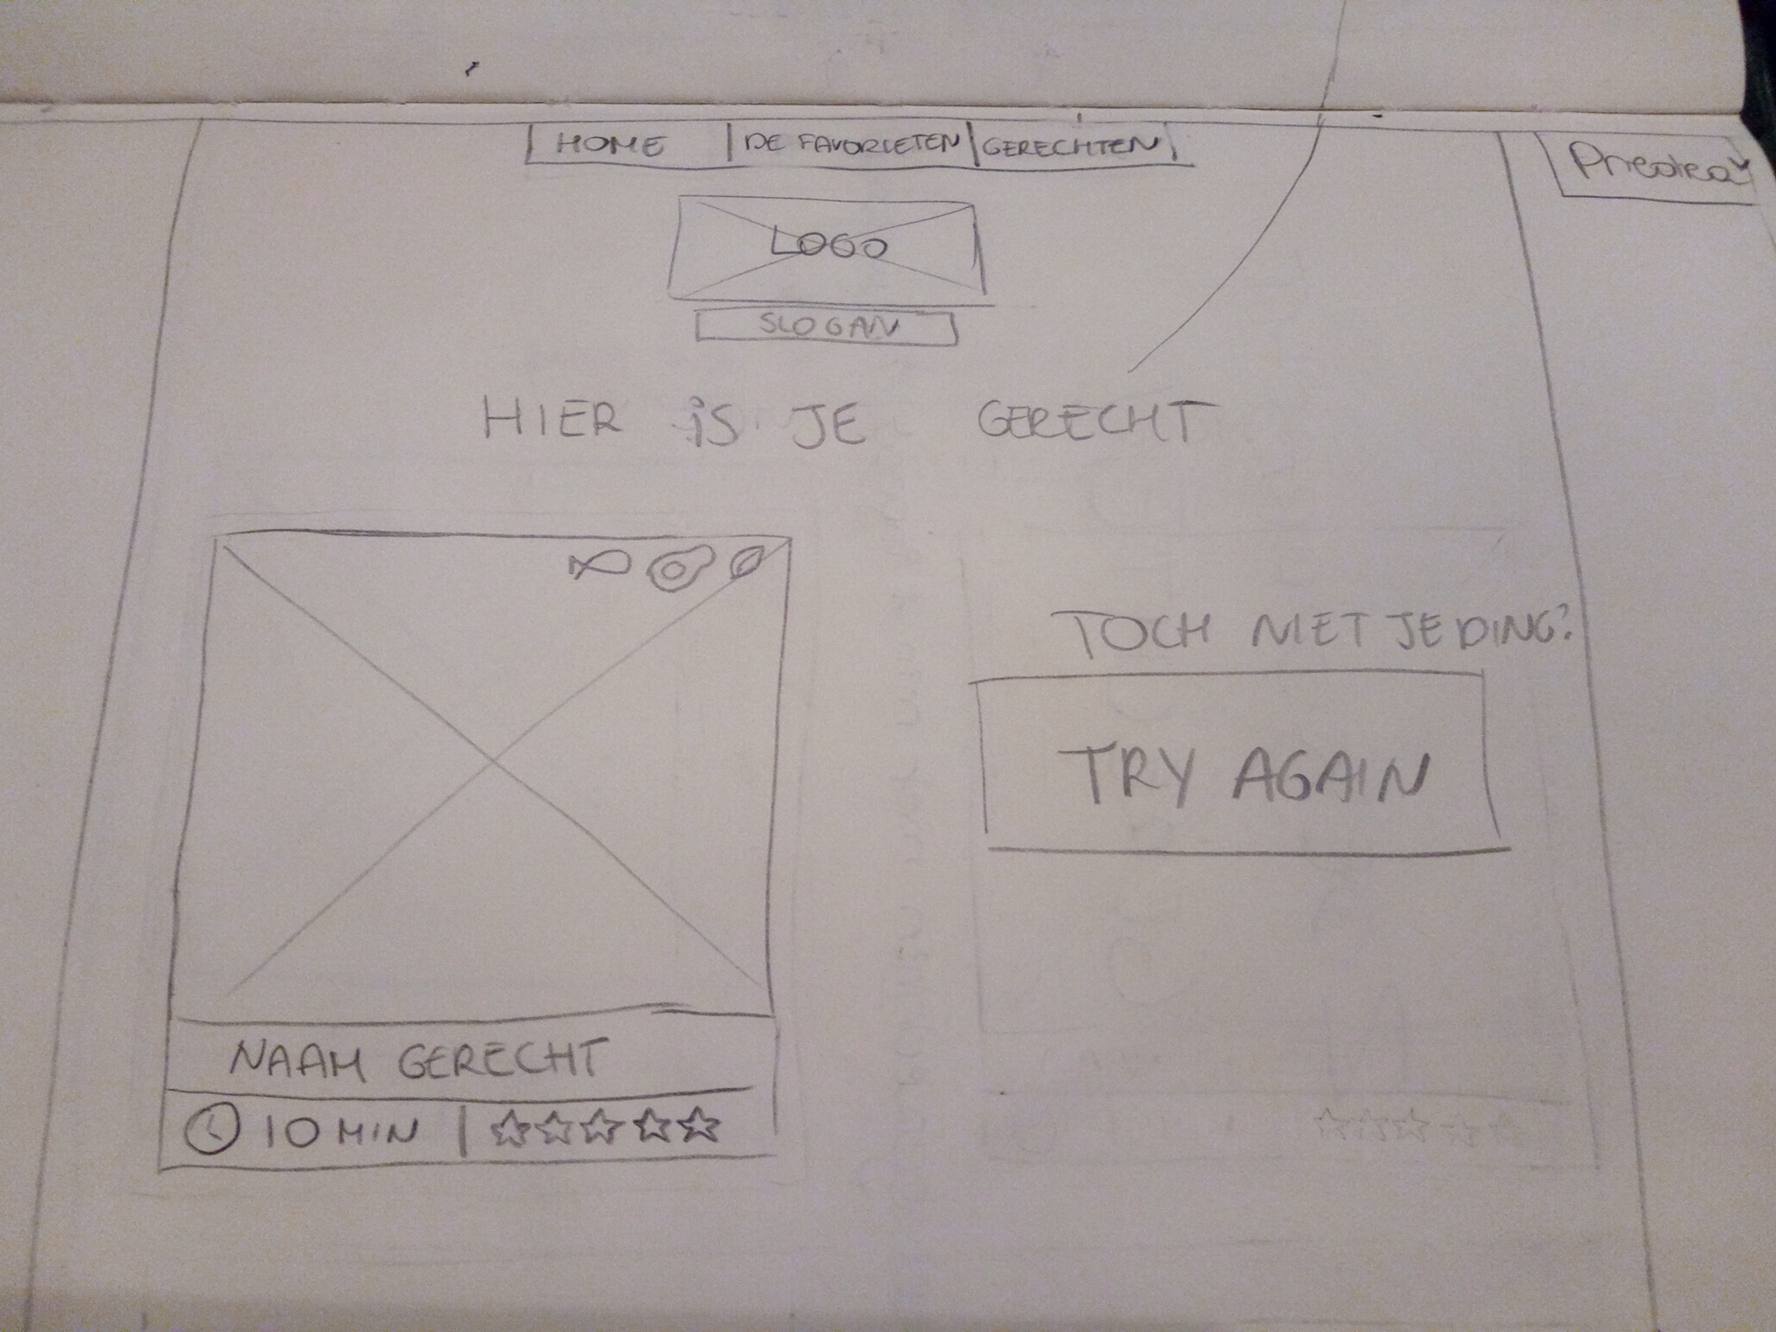 HOME | DE FAVORIETEN | GERECHTEN
LOGO
SLOGAN
HIER iS JE GERECHT
TOCH NIET JE DING?
TRY AGAIN
NAAM GERECHT
10 MIN |